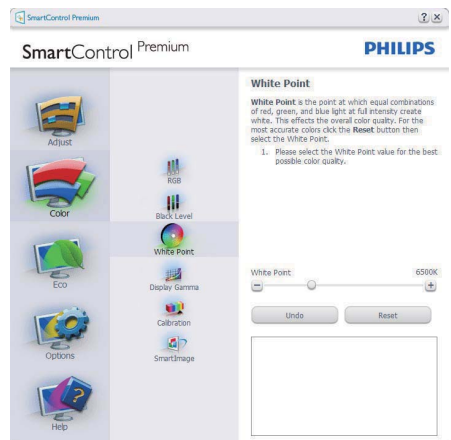 SmartControl Premium
SmartControl Premium
PHILIPS
Adjust
Color
Eco
Options
Help
RGB
Black Level
White Point
Display Gamma
Calibration
SmartImage
White Point
White Point is the point at which equal combinations
of red, green, and blue light at full intensity create
white. This effects the overall color quality. For the
most accurate colors click the Reset button then
select the White Point.
1. Please select the White Point value for the best
possible color quality.
White Point 6500K
Undo Reset